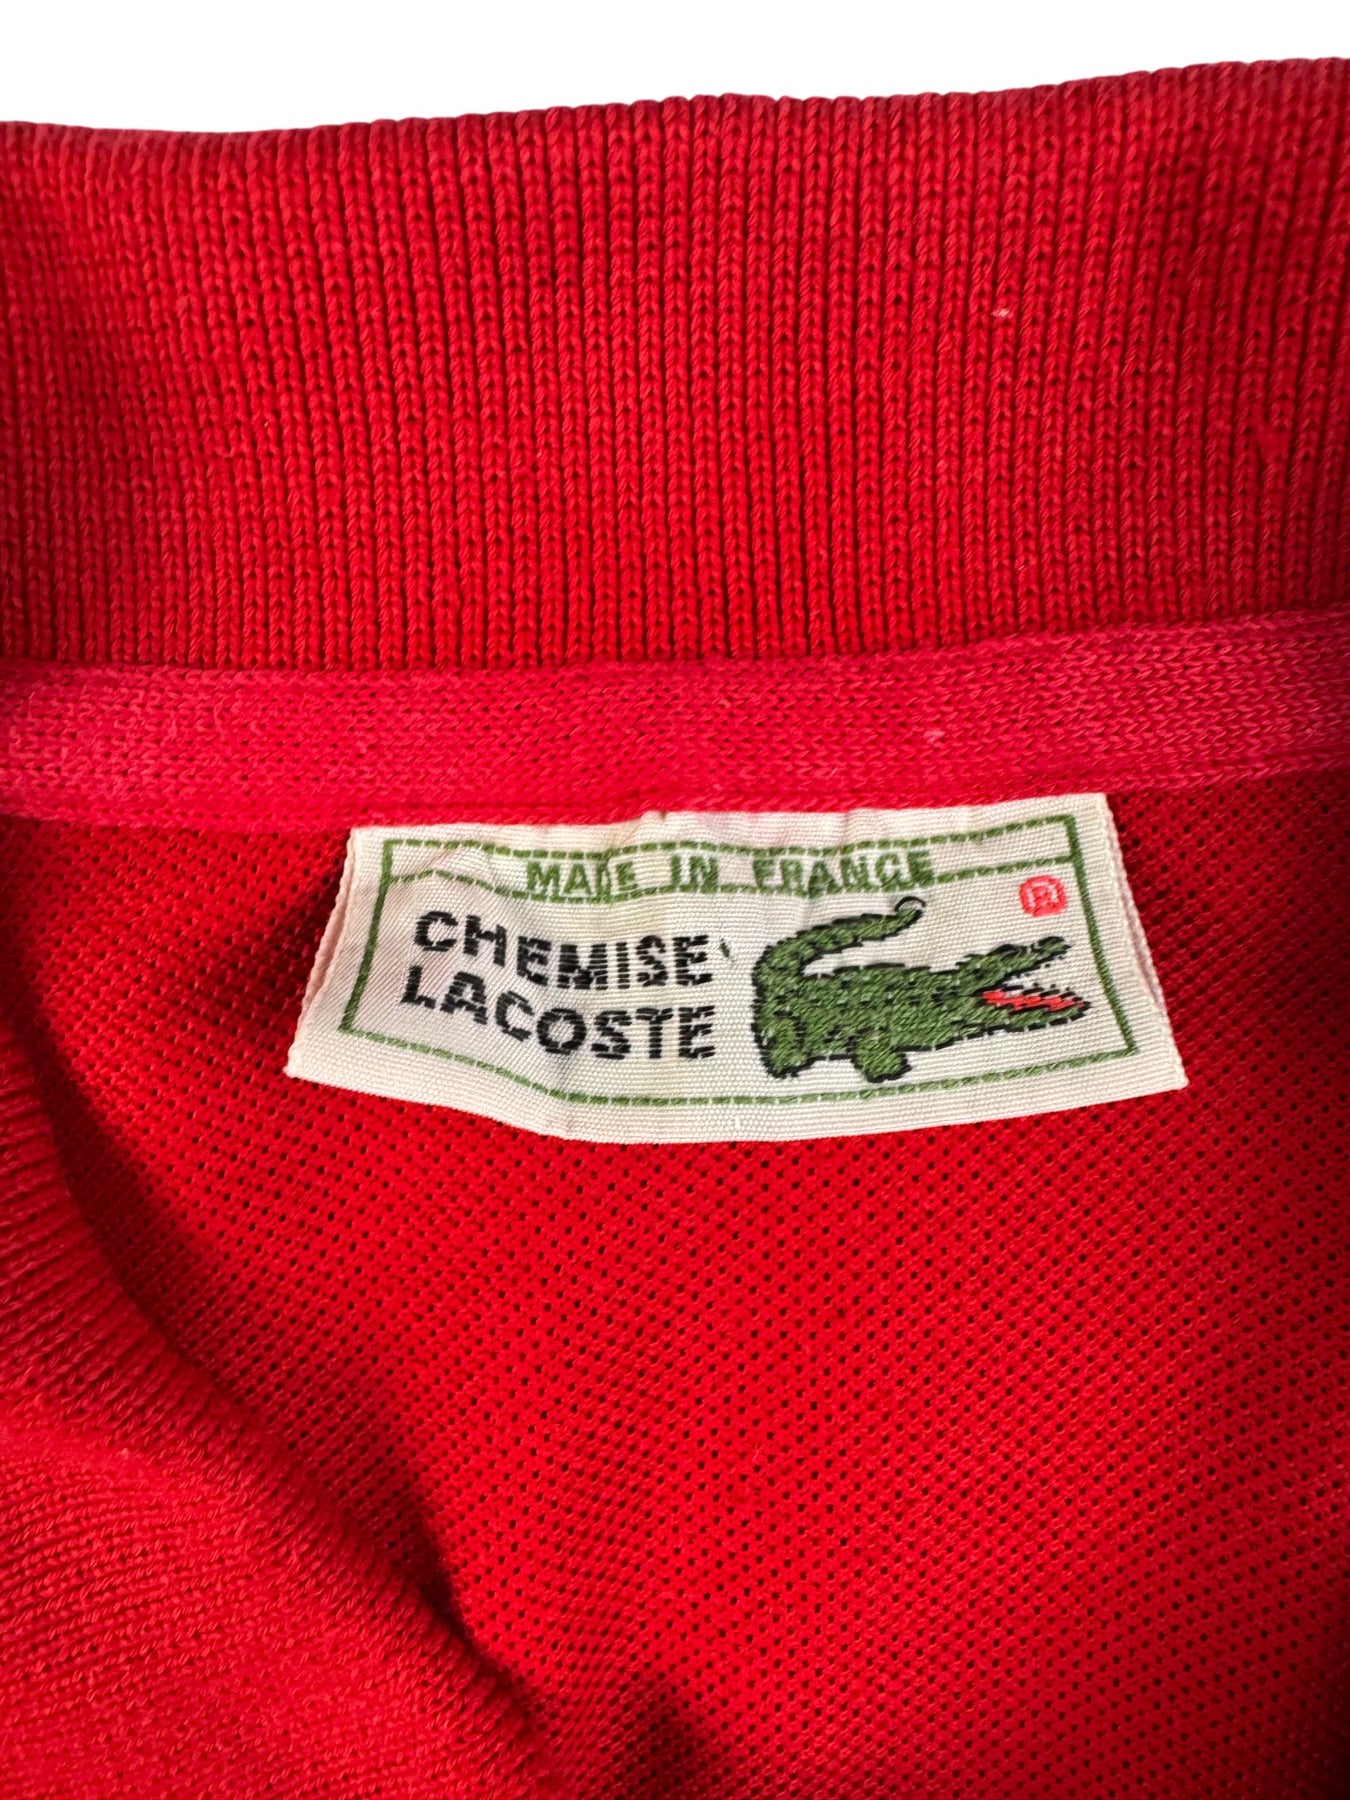 MADE IN FRANCE
®
CHEMISE
LACOSTE